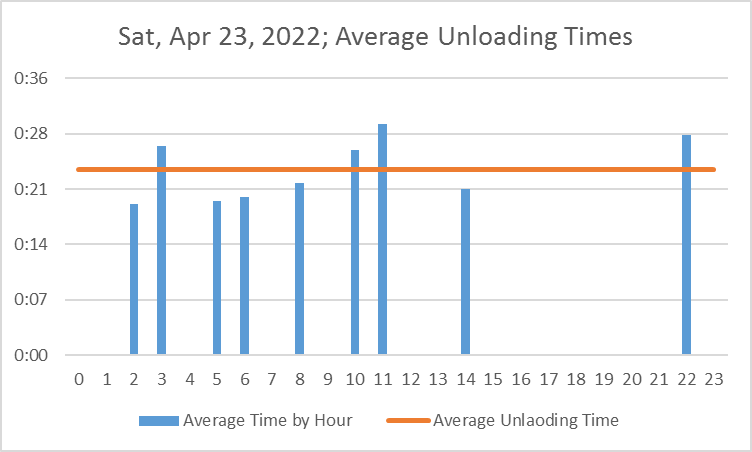 Sat, Apr 23, 2022; Average Unloading Times
0:36
0:28
0:21
0:14
0:07
0:00
0 1 2 3 4 5 6 7 8 9 10 11 12 13 14 15 16 17 18 19 20 21 22 23
Average Time by Hour Average Unlaoding Time